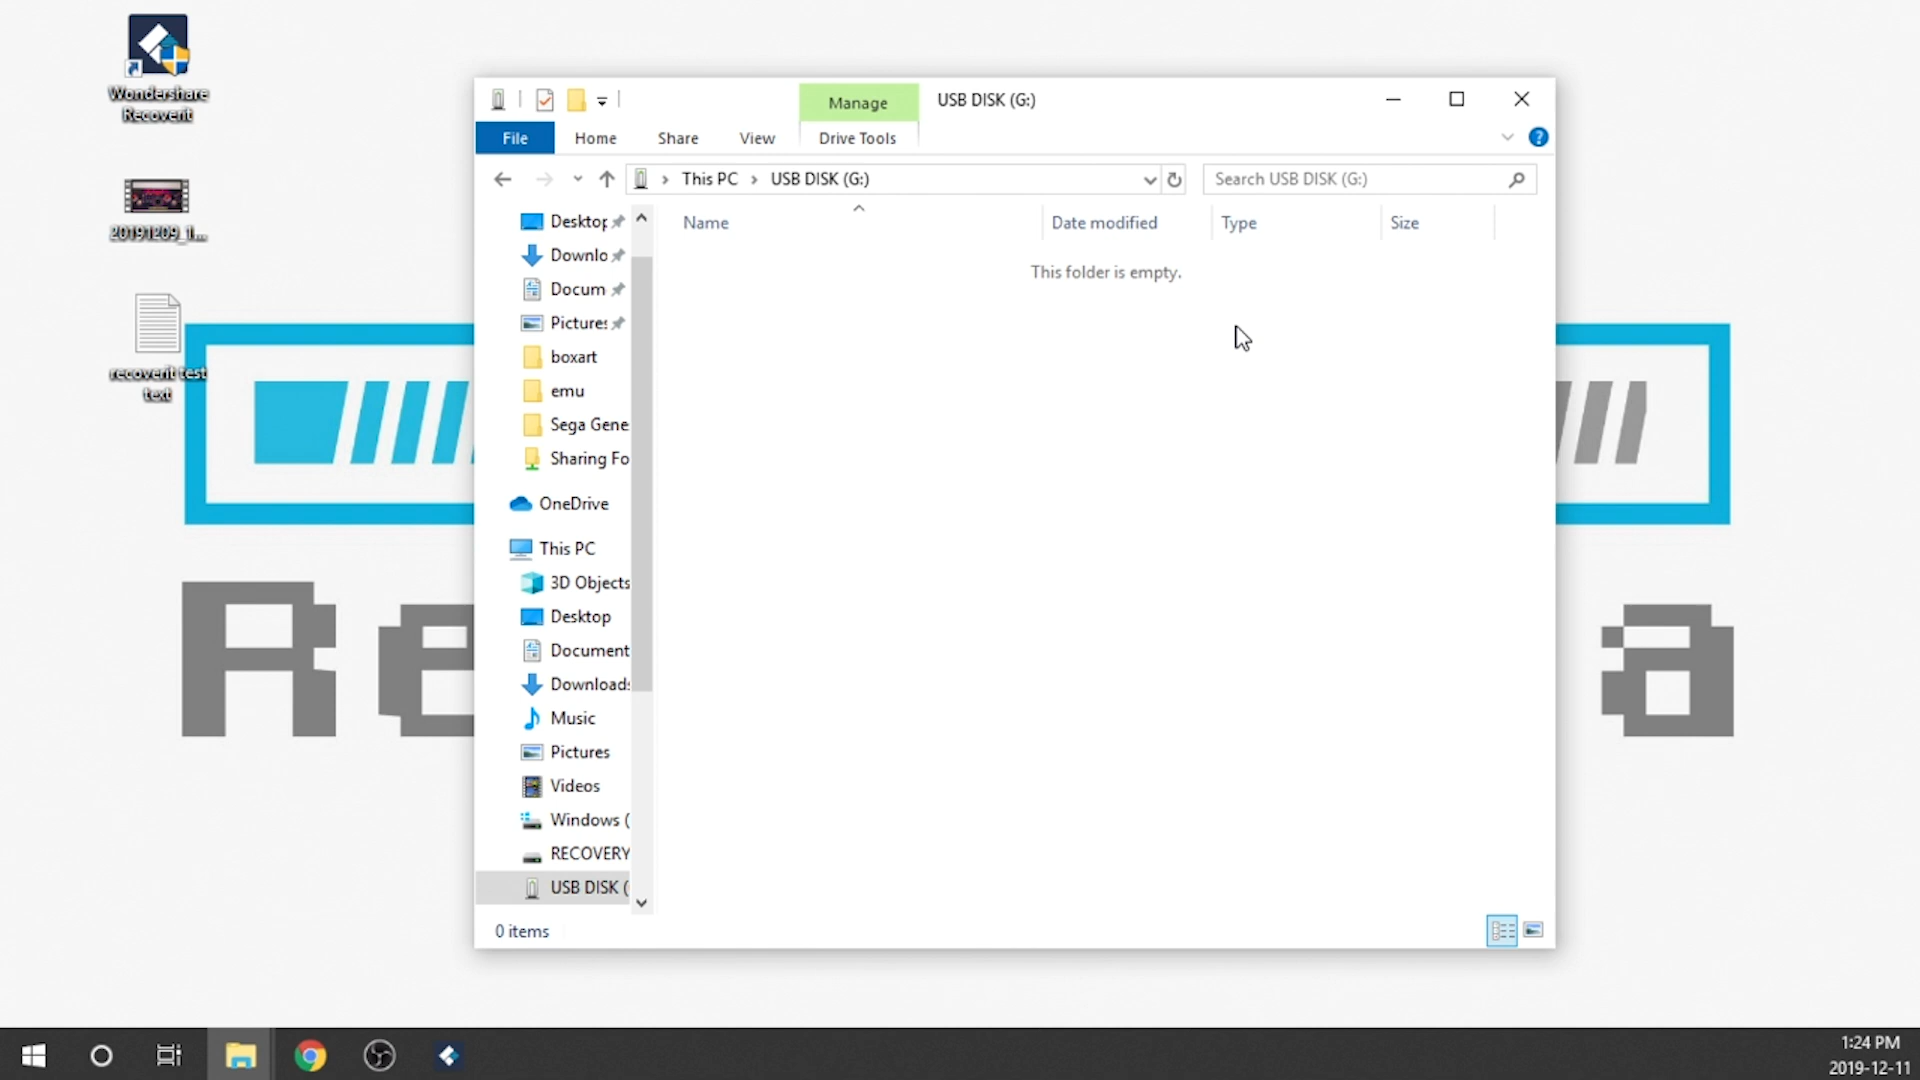 Wondershare
Recoverit
20191209_1...
recoverit test
text
Manage
USB DISK (G:)
File
Home
Share
View
Drive Tools
This PC
USB DISK (G:)
Search USB DISK (G:)
Name
Date modified
Type
Size
This folder is empty.
Desktop
Downlo
Docum
Pictures
boxart
emu
Sega Gene
Sharing Fo
OneDrive
This PC
3D Objects
Desktop
Document
Downloads
Music
Pictures
Videos
Windows (
RECOVERY
USB DISK (
0 items
Re
a
1:24 PM
2019-12-11